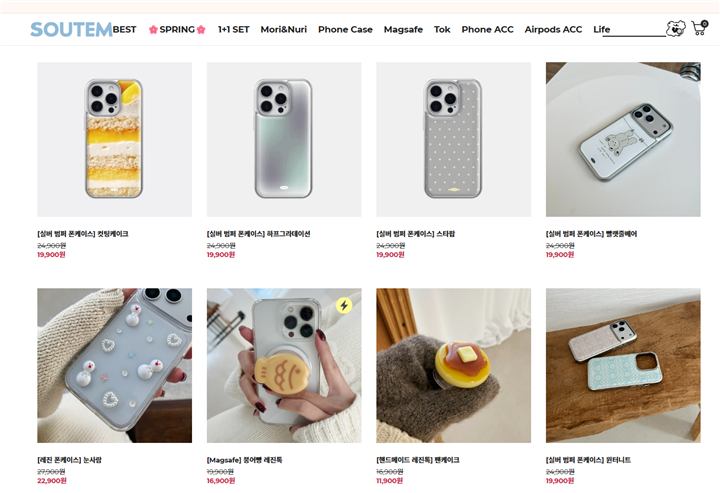 SOUTEM BEST 🌸SPRING🌸 1+1 SET Mori&Nuri Phone Case Magsafe Tok Phone ACC Airpods ACC Life 0
[실버 범퍼 폰케이스] 컷팅케이크
24,900원
19,900원
[실버 범퍼 폰케이스] 하프그라데이션
24,900원
19,900원
[실버 범퍼 폰케이스] 스타팝
24,900원
19,900원
[실버 범퍼 폰케이스] 빨랫줄베어
24,900원
19,900원
[레진 폰케이스] 눈사람
27,900원
22,900원
[Magsafe] 붕어빵 레진톡
19,900원
16,900원
[핸드메이드 레진톡] 팬케이크
16,900원
11,900원
[실버 범퍼 폰케이스] 윈터니트
24,900원
19,900원